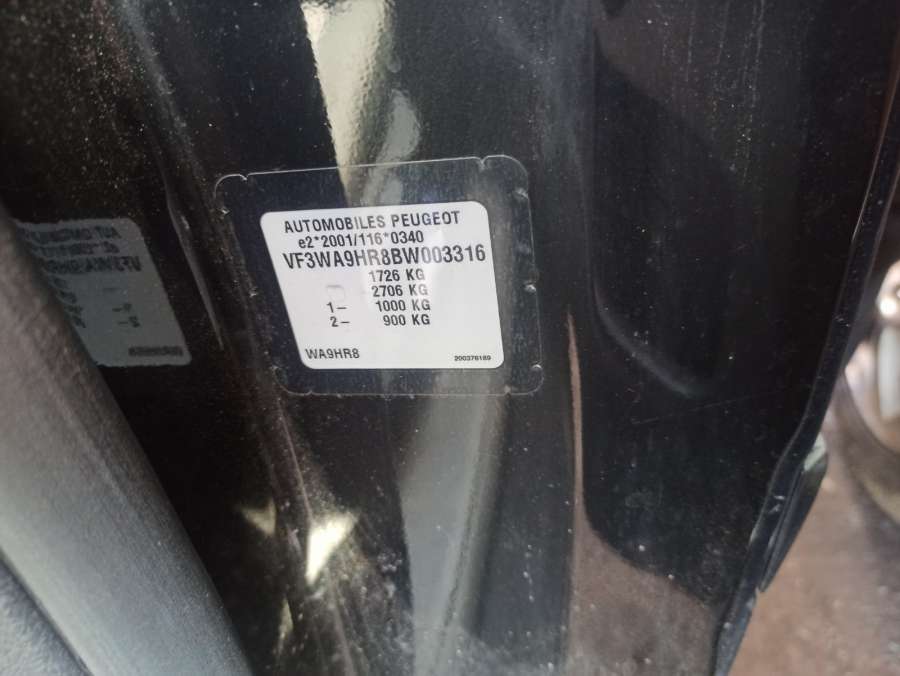 AUTOMOBILES PEUGEOT
e2*2001/116*0340
VF3WA9HR8BW003316
1726 KG
2706 KG
1– 1000 KG
2– 900 KG
WA9HR8 200376189